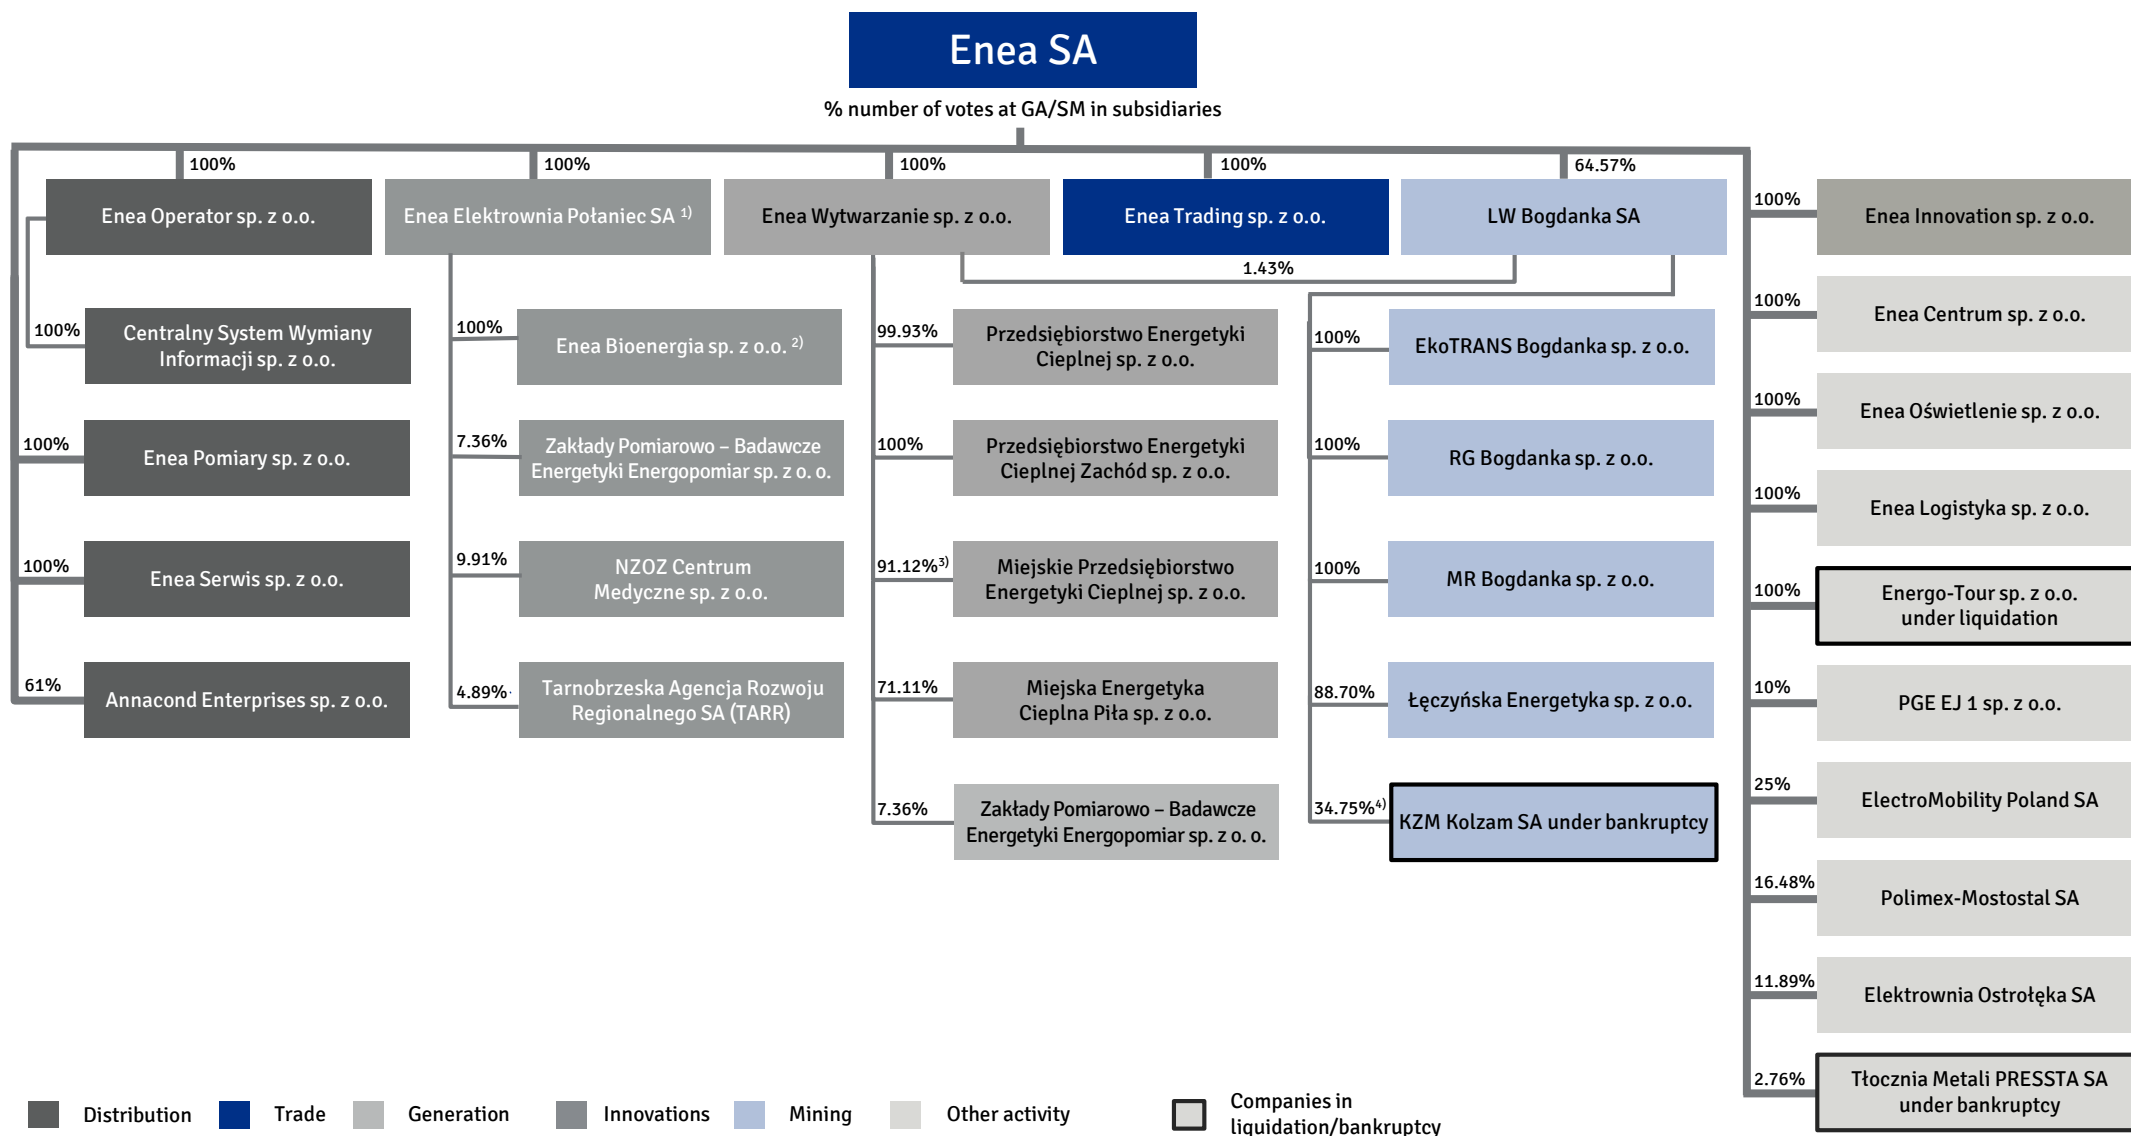 Enea SA
% number of votes at GA/SM in subsidiaries
100%
100%
100%
100%
64.57%
Enea Operator sp. z o.o.
Enea Elektrownia Połaniec SA 1)
Enea Wytwarzanie sp. z o.o.
Enea Trading sp. z o.o.
LW Bogdanka SA
1.43%
100%
Centralny System Wymiany
Informacji sp. z o.o.
100%
Enea Pomiary sp. z o.o.
100%
Enea Serwis sp. z o.o.
61%
Annacond Enterprises sp. z o.o.
100%
Enea Bioenergia sp. z o.o. 2)
7.36%
Zakłady Pomiarowo – Badawcze
Energetyki Energopomiar sp. z o. o.
9.91%
NZOZ Centrum
Medyczne sp. z o.o.
4.89%
Tarnobrzeska Agencja Rozwoju
Regionalnego SA (TARR)
99.93%
Przedsiębiorstwo Energetyki
Cieplnej sp. z o.o.
100%
Przedsiębiorstwo Energetyki
Cieplnej Zachód sp. z o.o.
91.12%3)
Miejskie Przedsiębiorstwo
Energetyki Cieplnej sp. z o.o.
71.11%
Miejska Energetyka
Cieplna Piła sp. z o.o.
7.36%
Zakłady Pomiarowo – Badawcze
Energetyki Energopomiar sp. z o. o.
100%
EkoTRANS Bogdanka sp. z o.o.
100%
RG Bogdanka sp. z o.o.
100%
MR Bogdanka sp. z o.o.
88.70%
Łęczyńska Energetyka sp. z o.o.
34.75%4)
KZM Kolzam SA under bankruptcy
100%
Enea Innovation sp. z o.o.
100%
Enea Centrum sp. z o.o.
100%
Enea Oświetlenie sp. z o.o.
100%
Enea Logistyka sp. z o.o.
100%
Energo-Tour sp. z o.o.
under liquidation
10%
PGE EJ 1 sp. z o.o.
25%
ElectroMobility Poland SA
16.48%
Polimex-Mostostal SA
11.89%
Elektrownia Ostrołęka SA
2.76%
Tłocznia Metali PRESSTA SA
under bankruptcy
Distribution
Trade
Generation
Innovations
Mining
Other activity
Companies in
liquidation/bankruptcy